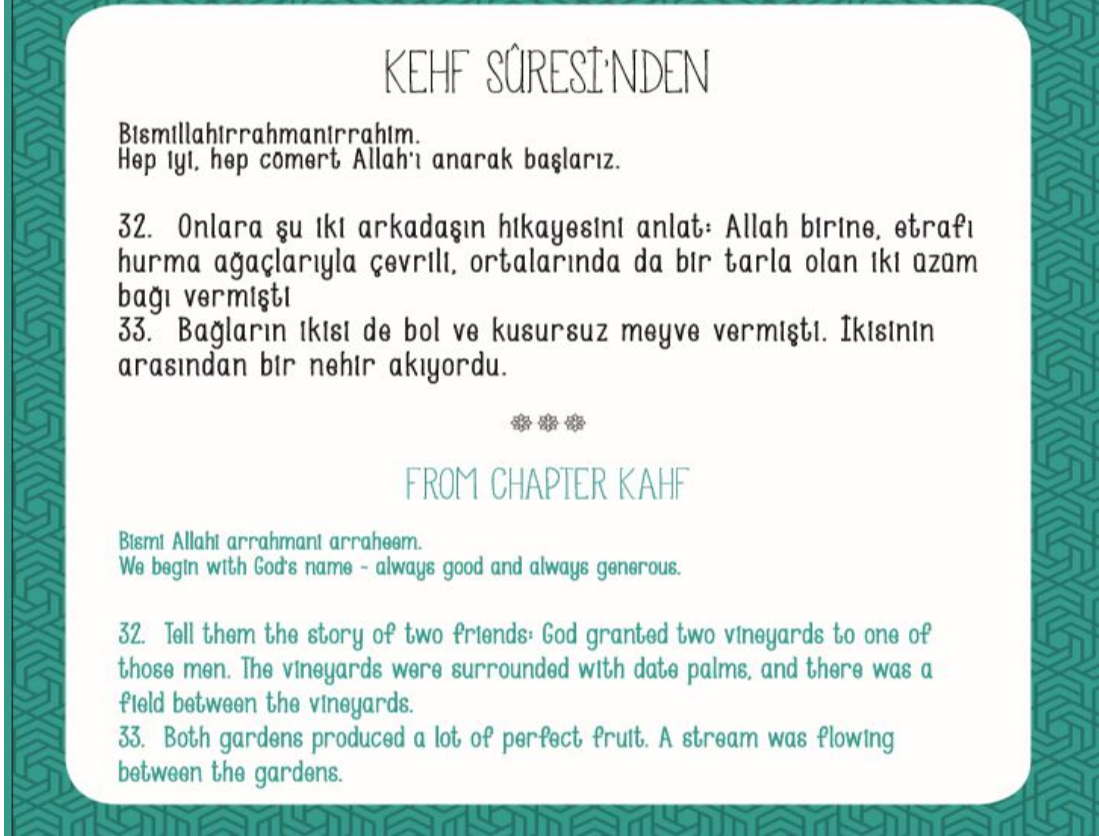 KEHF SÛRESİ'NDEN
Bismillahirrahmanirrahim.
Hep iyi, hep cömert Allah'ı anarak başlarız.
32. Onlara şu iki arkadaşın hikayesini anlat: Allah birine, etrafı
hurma ağaçlarıyla çevrili, ortalarında da bir tarla olan iki üzüm
bağı vermişti
33. Bağların ikisi de bol ve kusursuz meyve vermişti. İkisinin
arasından bir nehir akıyordu.
FROM CHAPTER KAHF
Bismi Allahi arrahmani arraheem.
We begin with God's name - always good and always generous.
32. Tell them the story of two friends: God granted two vineyards to one of
those men. The vineyards were surrounded with date palms, and there was a
field between the vineyards.
33. Both gardens produced a lot of perfect fruit. A stream was flowing
between the gardens.